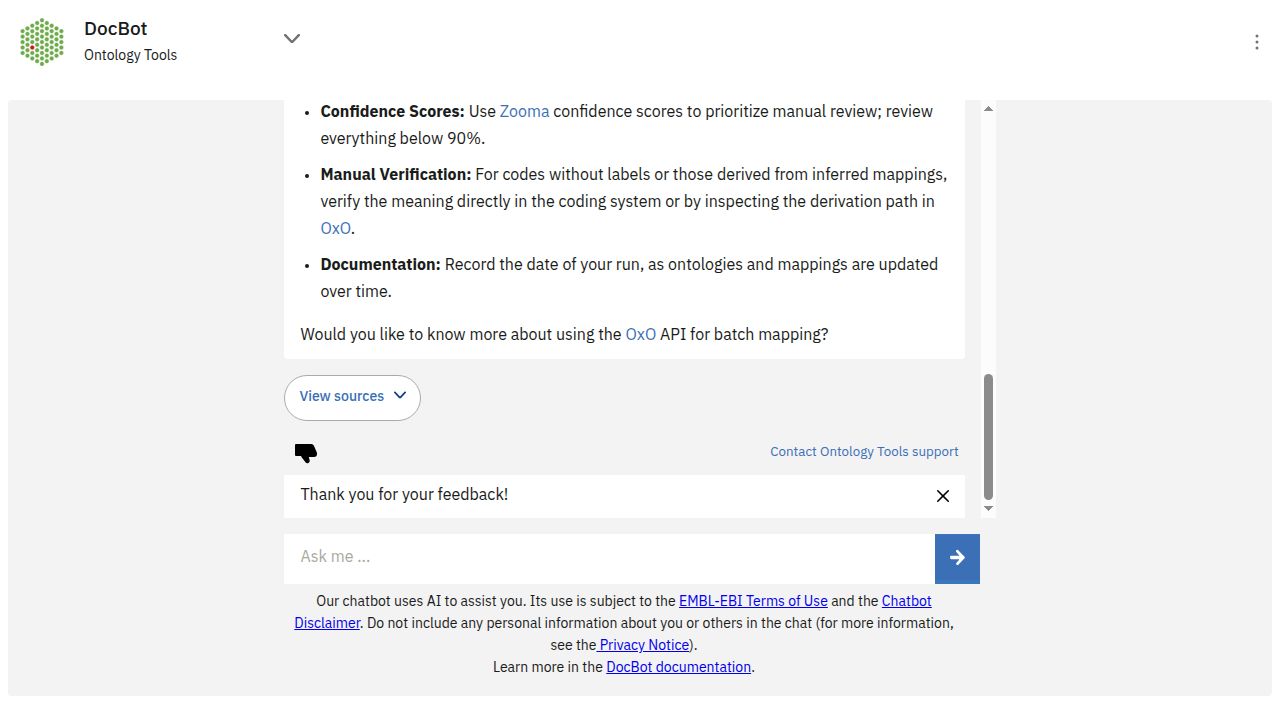 DocBot
Ontology Tools
• Confidence Scores: Use Zooma confidence scores to prioritize manual review; review
everything below 90%.
• Manual Verification: For codes without labels or those derived from inferred mappings,
verify the meaning directly in the coding system or by inspecting the derivation path in
OxO.
• Documentation: Record the date of your run, as ontologies and mappings are updated
over time.
Would you like to know more about using the OxO API for batch mapping?
View sources
Contact Ontology Tools support
Thank you for your feedback!
Ask me ...
Our chatbot uses AI to assist you. Its use is subject to the EMBL-EBI Terms of Use and the Chatbot
Disclaimer. Do not include any personal information about you or others in the chat (for more information,
see the Privacy Notice).
Learn more in the DocBot documentation.